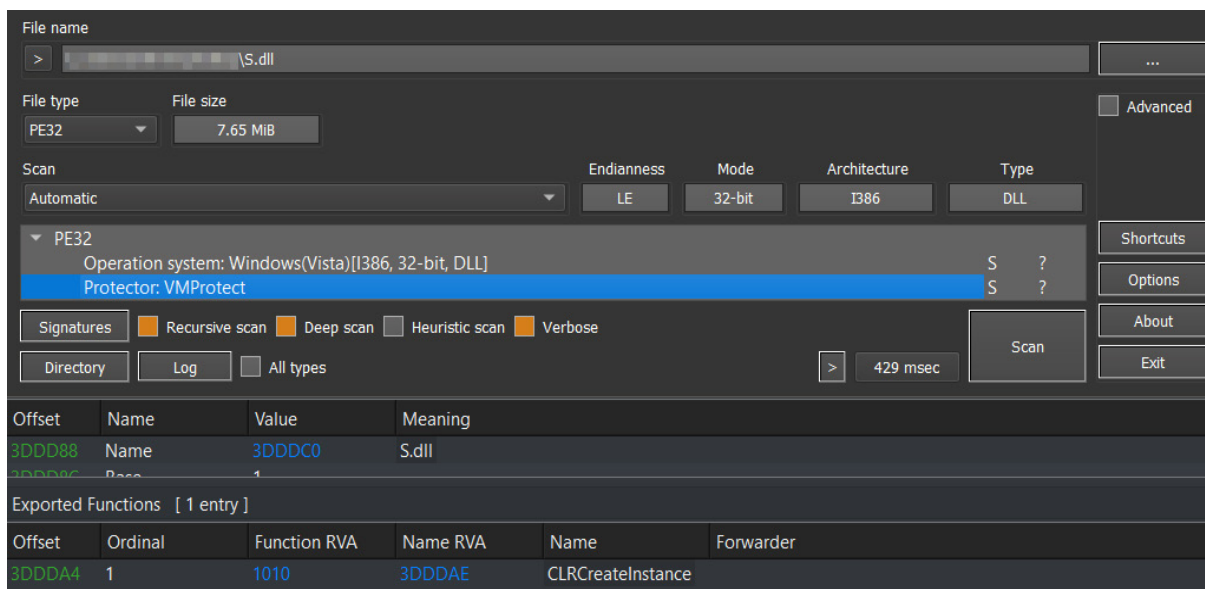 File name
> \S.dll ...
File type File size Advanced
PE32 7.65 MiB
Scan Endianness Mode Architecture Type
Automatic LE 32-bit I386 DLL
PE32 Shortcuts
Operation system: Windows(Vista)[I386, 32-bit, DLL] S ?
Protector: VMProtect S ? Options
Signatures Recursive scan Deep scan Heuristic scan Verbose Scan About
Directory Log All types > 429 msec Exit
Offset Name Value Meaning
3DDD88 Name 3DDDC0 S.dll
3DDD8C Base 1
Exported Functions [ 1 entry ]
Offset Ordinal Function RVA Name RVA Name Forwarder
3DDDA4 1 1010 3DDDAE CLRCreateInstance